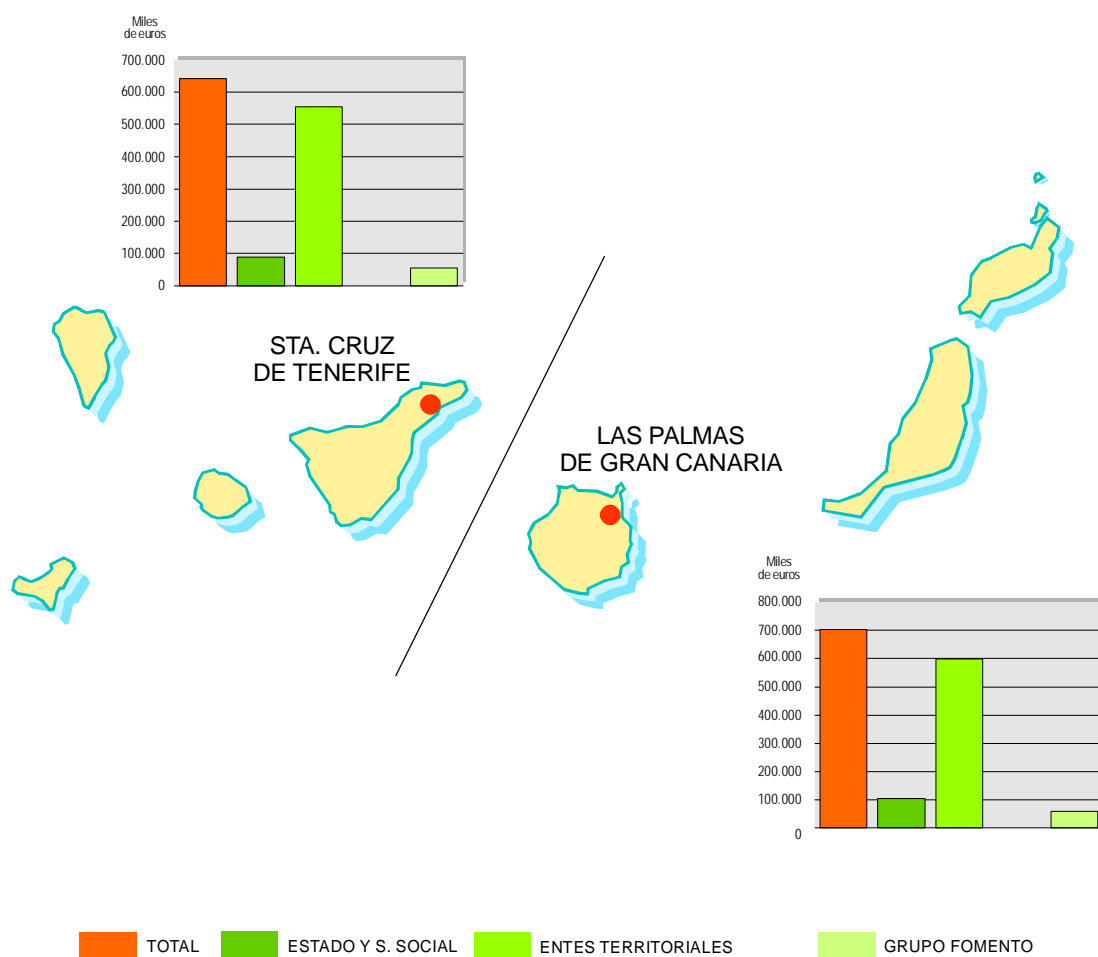 Miles
de euros
700.000
600.000
500.000
400.000
300.000
200.000
100.000
0
STA. CRUZ
DE TENERIFE
LAS PALMAS
DE GRAN CANARIA
Miles
de euros
800.000
700.000
600.000
500.000
400.000
300.000
200.000
100.000
0
TOTAL
ESTADO Y S. SOCIAL
ENTES TERRITORIALES
GRUPO FOMENTO